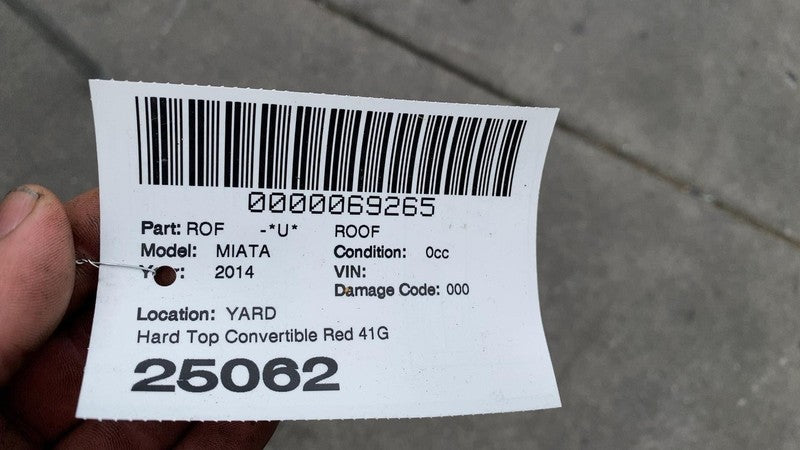 0000069265
Part: ROF -*U* ROOF
Model: MIATA Condition: 0cc
2014 VIN:
Damage Code: 000
Location: YARD
Hard Top Convertible Red 41G
25062